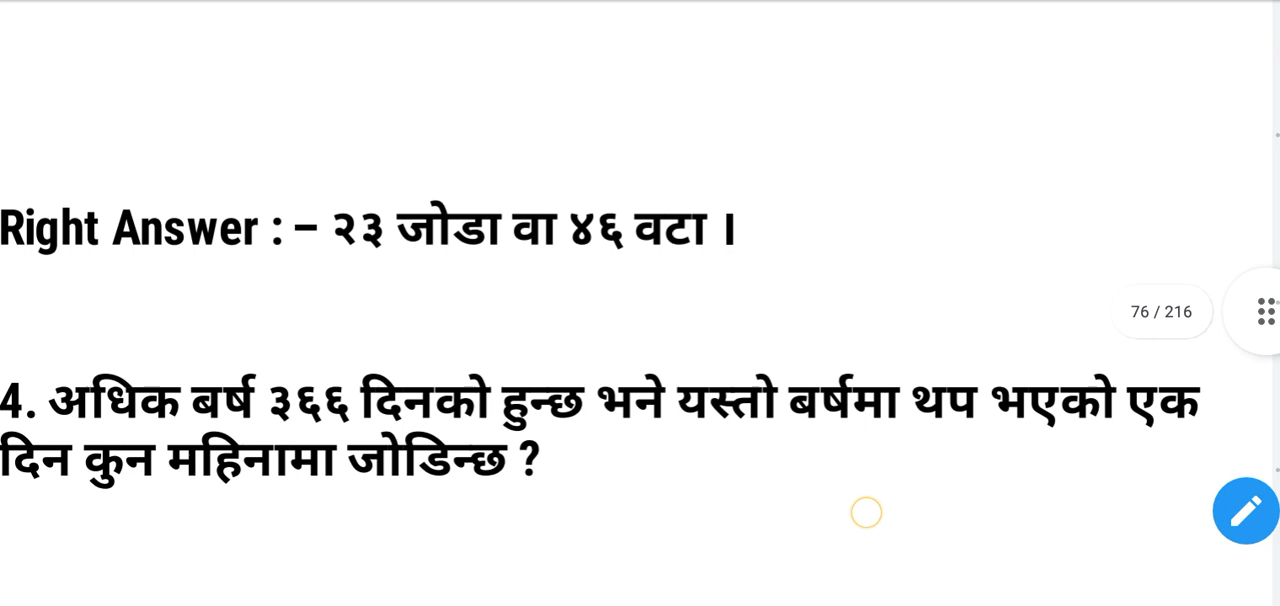 Right Answer : – २३ जोडा वा ४६ वटा ।
76 / 216
4. अधिक बर्ष ३६६ दिनको हुन्छ भने यस्तो बर्षमा थप भएको एक
दिन कुन महिनामा जोडिन्छ ?